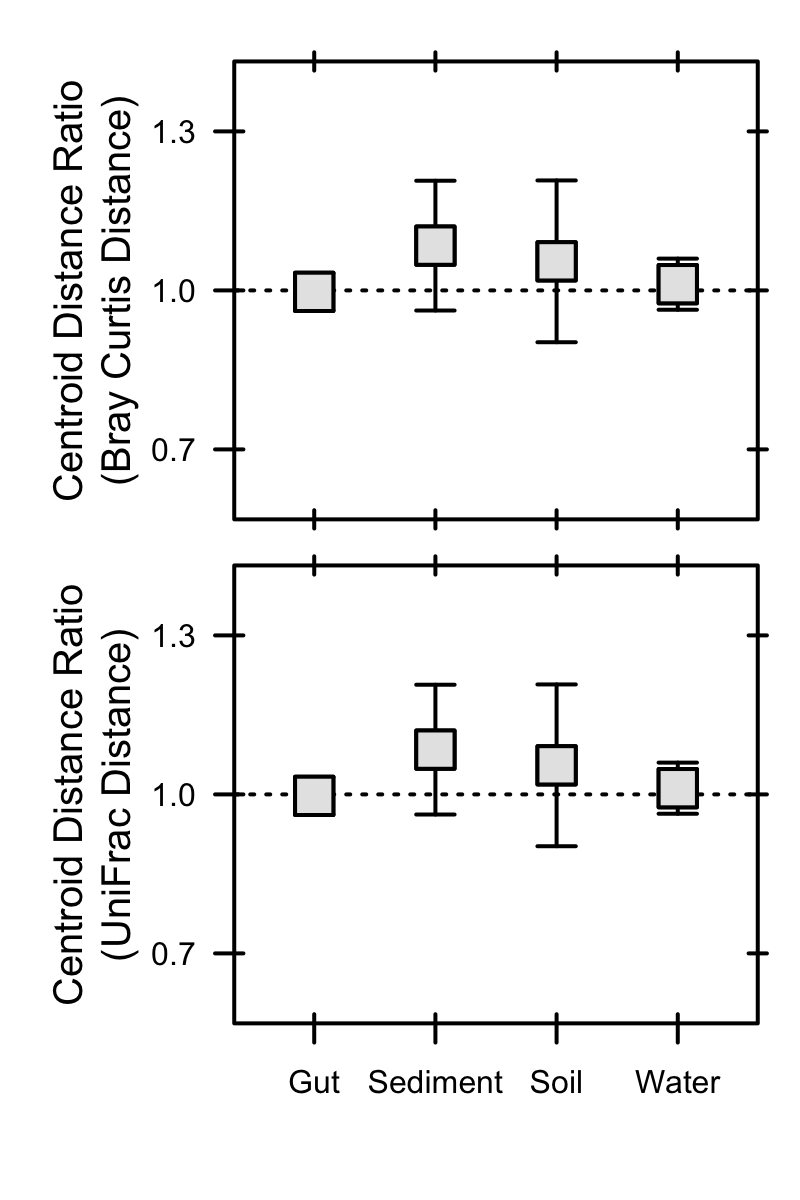 Centroid Distance Ratio
(Bray Curtis Distance)
1.3
1.0
0.7
Centroid Distance Ratio
(UniFrac Distance)
1.3
1.0
0.7
Gut Sediment Soil Water